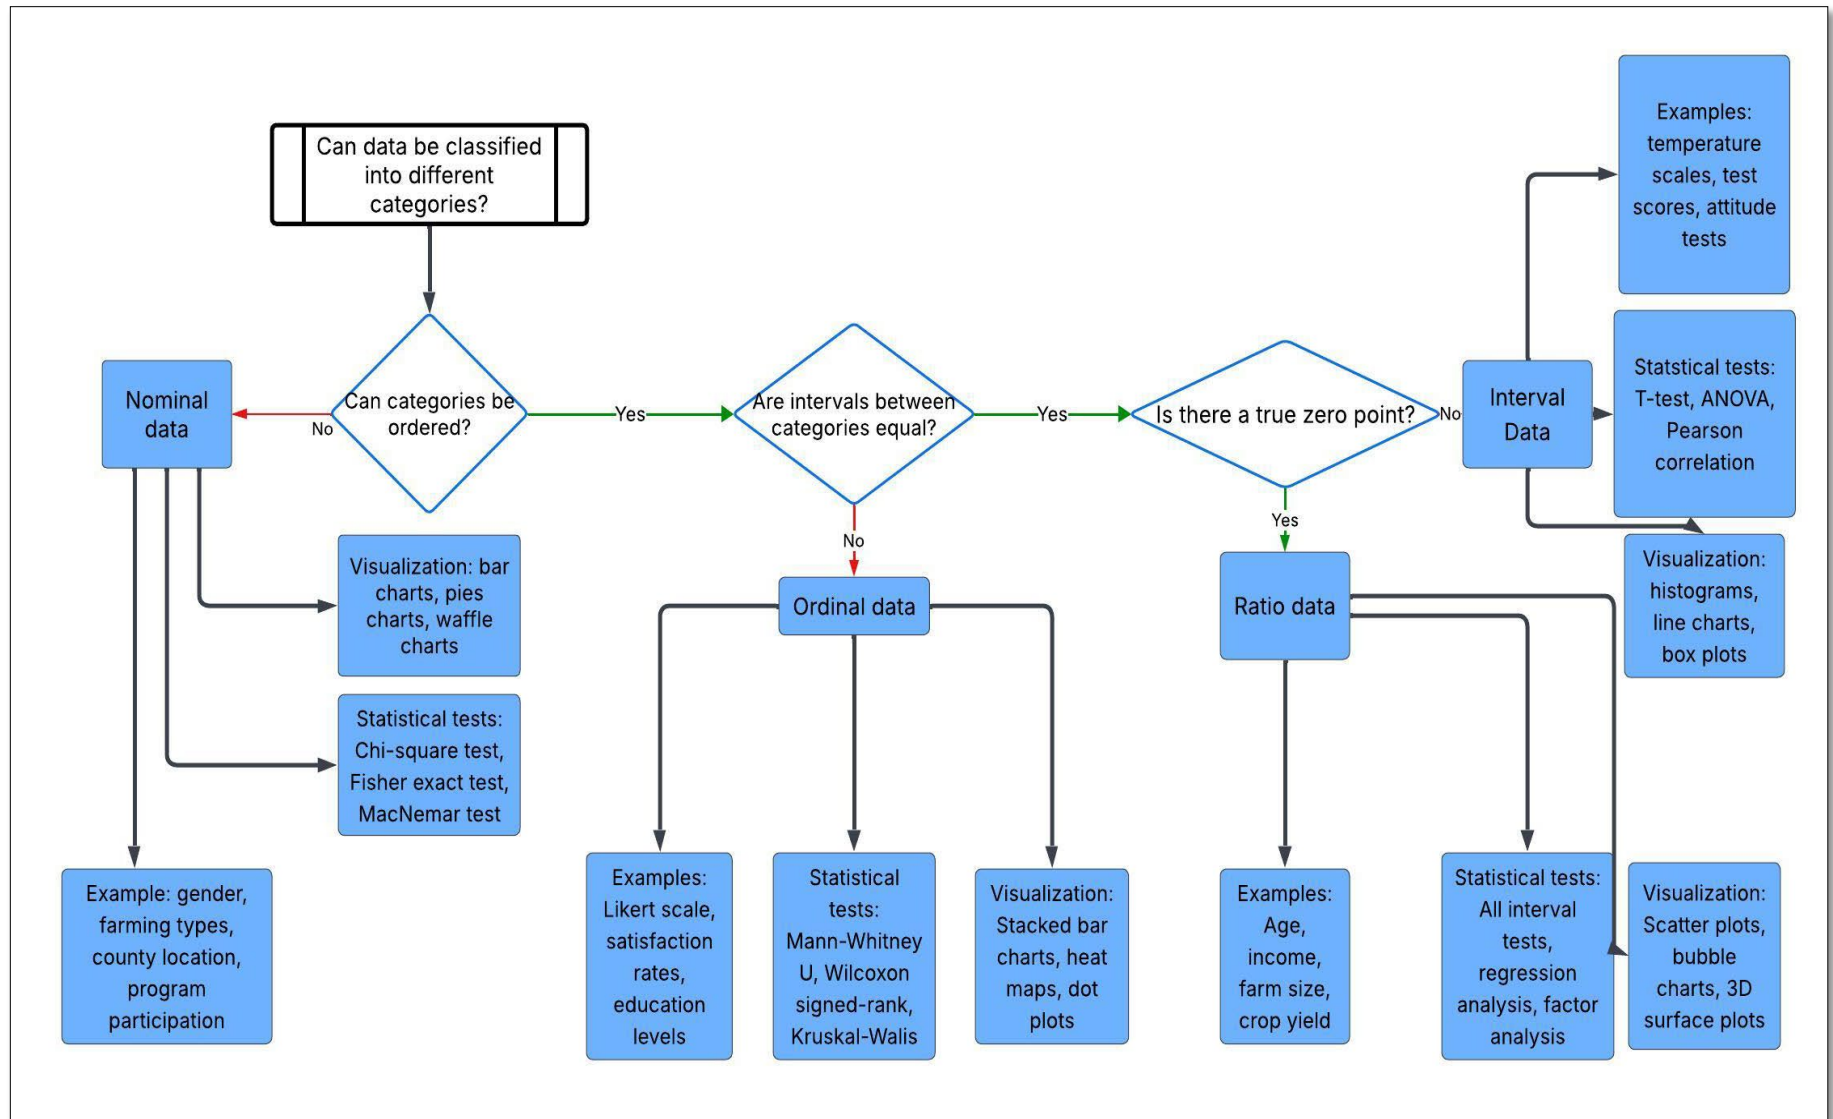 Can data be classified
into different
categories?
Can categories be
ordered?
No
Yes
Nominal
data
Visualization: bar
charts, pies
charts, waffle
charts
Statistical tests:
Chi-square test,
Fisher exact test,
MacNemar test
Example: gender,
farming types,
county location,
program
participation
Are intervals between
categories equal?
Yes
No
Ordinal data
Examples:
Likert scale,
satisfaction
rates,
education
levels
Statistical
tests:
Mann-Whitney
U, Wilcoxon
signed-rank,
Kruskal-Walis
Visualization:
Stacked bar
charts, heat
maps, dot
plots
Is there a true zero point?
No
Yes
Ratio data
Examples:
Age,
income,
farm size,
crop yield
Statistical tests:
All interval
tests,
regression
analysis, factor
analysis
Visualization:
Scatter plots,
bubble
charts, 3D
surface plots
Interval
Data
Examples:
temperature
scales, test
scores, attitude
tests
Statstical tests:
T-test, ANOVA,
Pearson
correlation
Visualization:
histograms,
line charts,
box plots